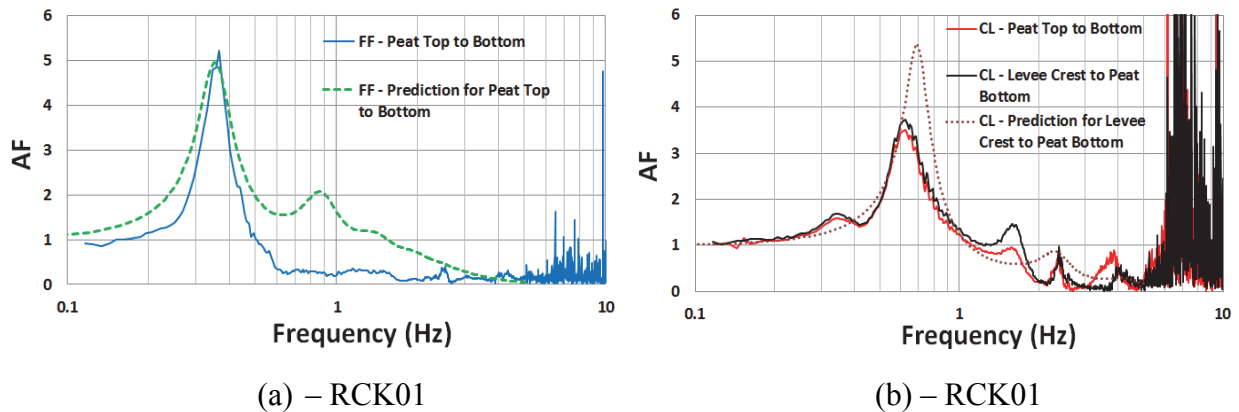 6
5
4
3
2
1
0
AF
0.1
1
10
Frequency (Hz)
FF - Peat Top to Bottom
FF - Prediction for Peat Top
to Bottom
(a) – RCK01
6
5
4
3
2
1
0
AF
0.1
1
10
Frequency (Hz)
CL - Peat Top to Bottom
CL - Levee Crest to Peat
Bottom
CL - Prediction for Levee
Crest to Peat Bottom
(b) – RCK01